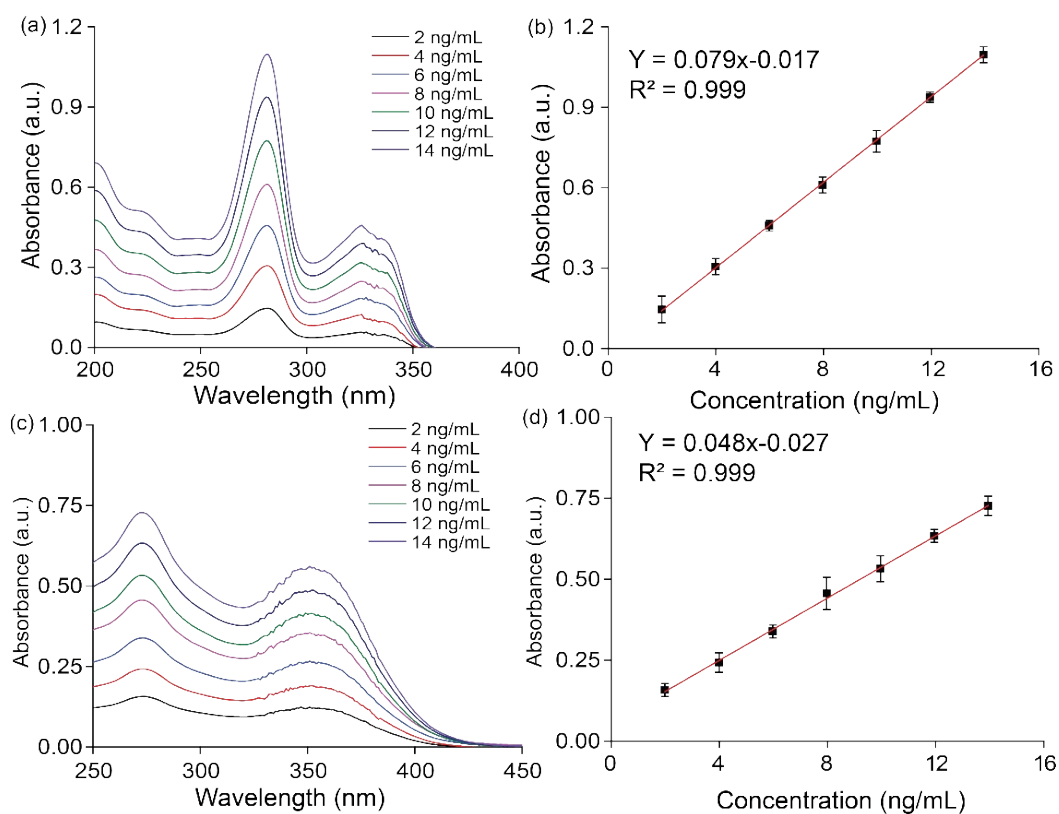 (a)
1.2
0.9
0.6
0.3
0.0
Absorbance (a.u.)
2 ng/mL
4 ng/mL
6 ng/mL
8 ng/mL
10 ng/mL
12 ng/mL
14 ng/mL
200
250
300
350
400
Wavelength (nm)
(b)
1.2
0.9
0.6
0.3
0.0
Absorbance (a.u.)
Y = 0.079x-0.017
R² = 0.999
0
4
8
12
16
Concentration (ng/mL)
(c)
1.00
0.75
0.50
0.25
0.00
Absorbance (a.u.)
2 ng/mL
4 ng/mL
6 ng/mL
8 ng/mL
10 ng/mL
12 ng/mL
14 ng/mL
250
300
350
400
450
Wavelength (nm)
(d)
1.00
0.75
0.50
0.25
0.00
Absorbance (a.u.)
Y = 0.048x-0.027
R² = 0.999
0
4
8
12
16
Concentration (ng/mL)